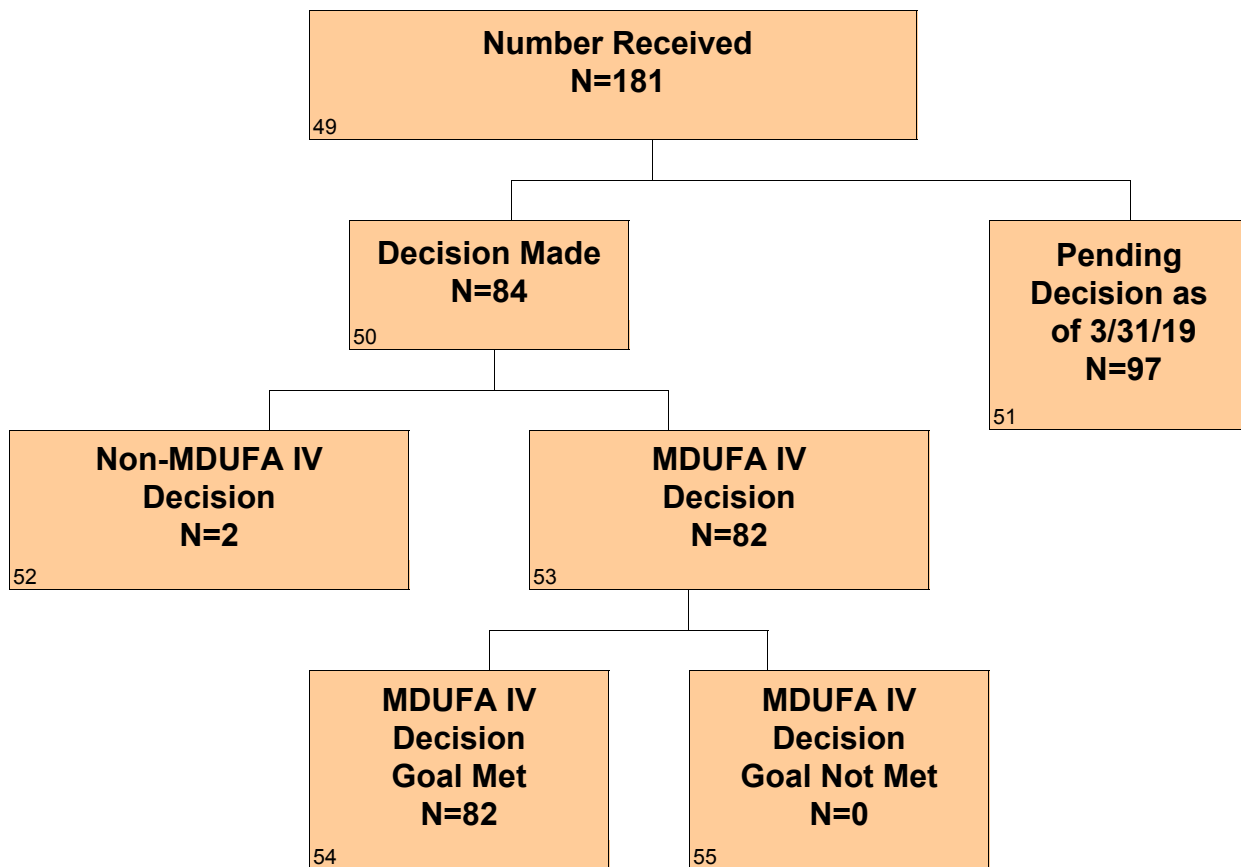 Number Received
N=181
49
Decision Made
N=84
50
Pending
Decision as
of 3/31/19
N=97
51
Non-MDUFA IV
Decision
N=2
52
MDUFA IV
Decision
N=82
53
MDUFA IV
Decision
Goal Met
N=82
54
MDUFA IV
Decision
Goal Not Met
N=0
55